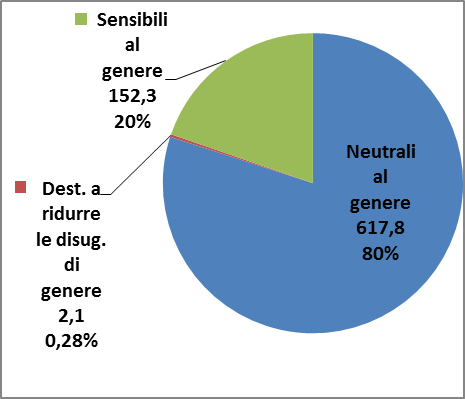 Sensibili
al
genere
152,3
20%
Neutrali
al
genere
617,8
80%
Dest. a
ridurre
le disug.
di
genere
2,1
0,28%